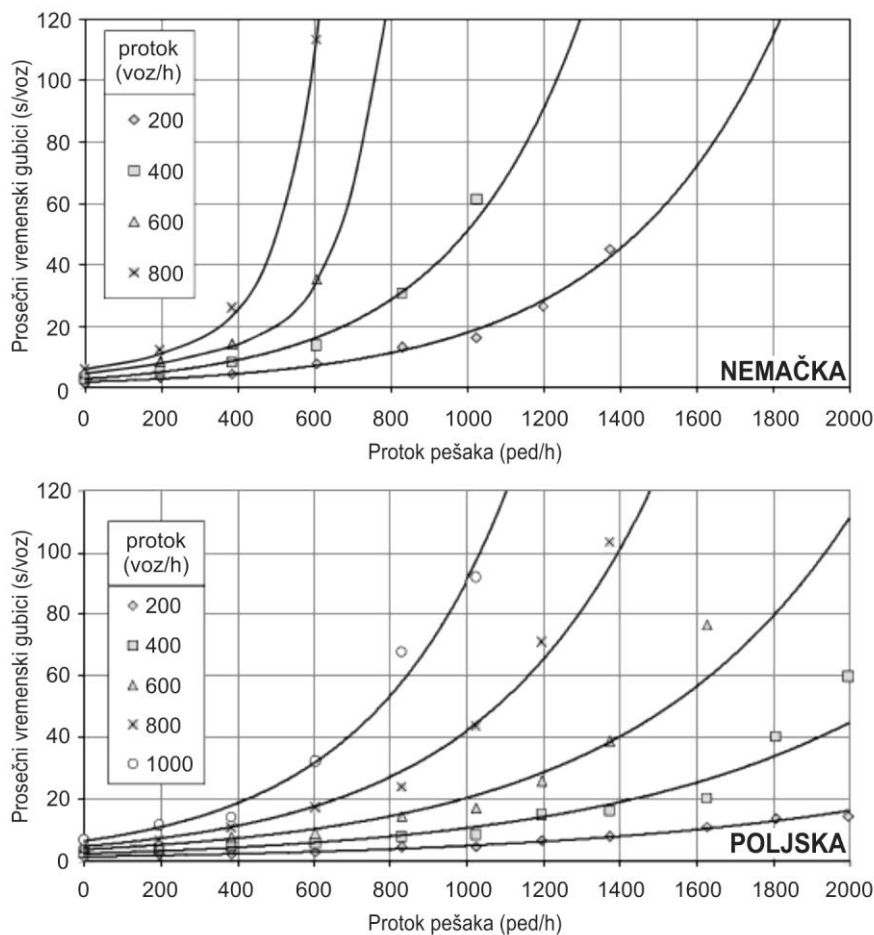 120
100
80
60
40
20
0
Prosečni vremenski gubici (s/voz)
protok
(voz/h)
200
400
600
800
NEMAČKA
0 200 400 600 800 1000 1200 1400 1600 1800 2000
Protok pešaka (ped/h)
120
100
80
60
40
20
0
Prosečni vremenski gubici (s/voz)
protok
(voz/h)
200
400
600
800
1000
POLJSKA
0 200 400 600 800 1000 1200 1400 1600 1800 2000
Protok pešaka (ped/h)